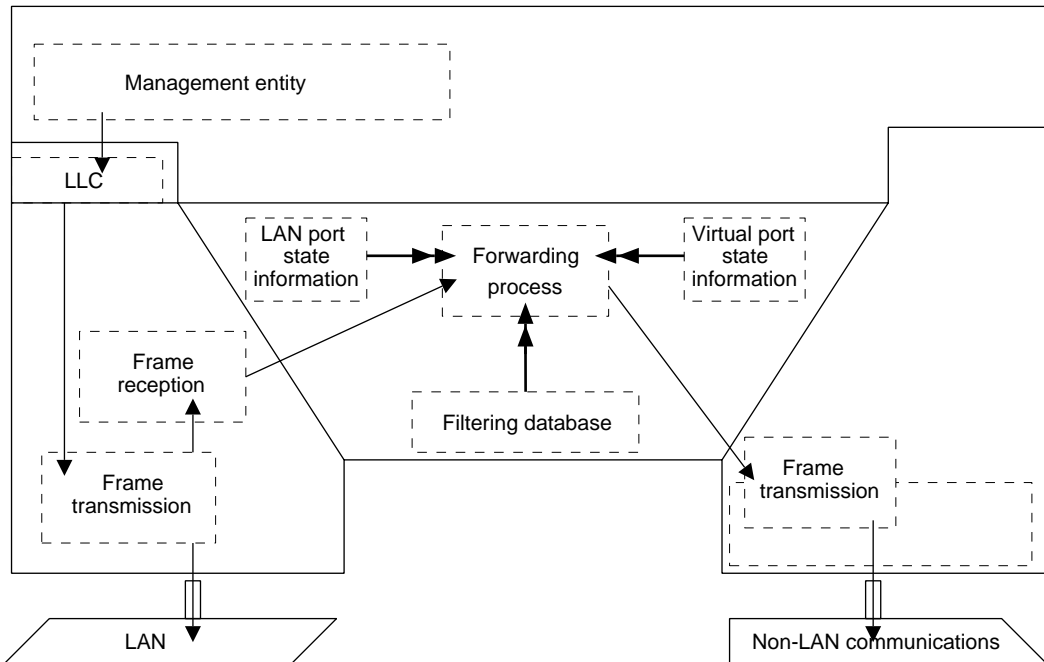 Management entity
LLC
LAN port
state
information
Forwarding
process
Virtual port
state
information
Frame
reception
Filtering database
Frame
transmission
Frame
transmission
LAN
Non-LAN communications